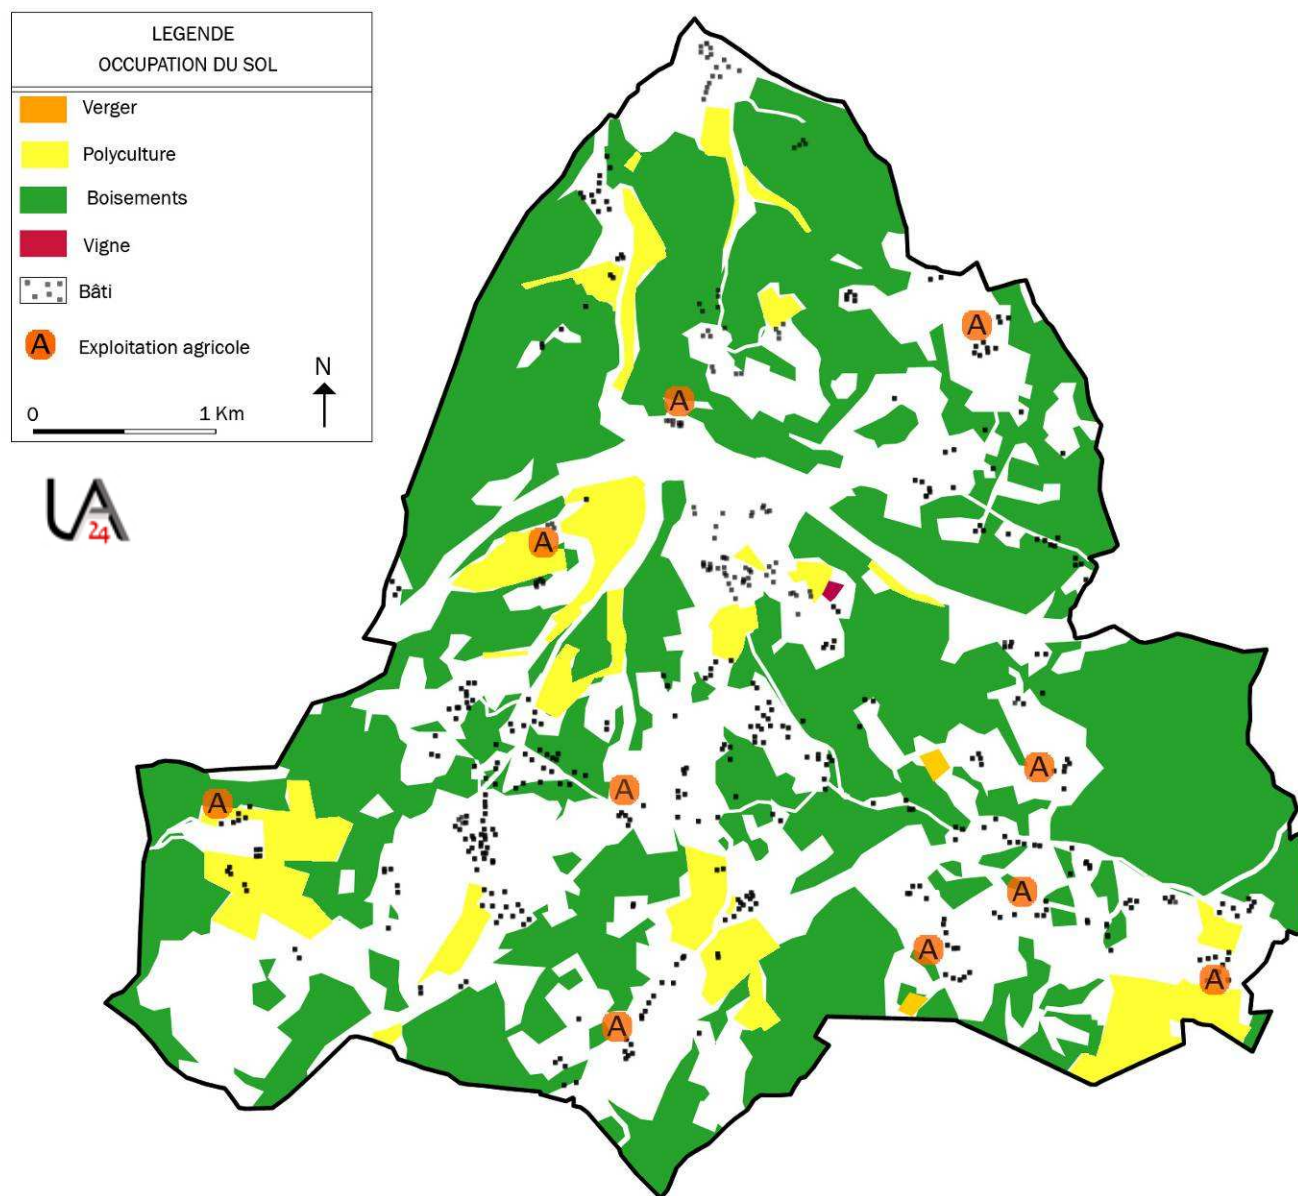 LEGENDE
OCCUPATION DU SOL
Verger
Polyculture
Boisements
Vigne
Bâti
A Exploitation agricole
N
0 1 Km
UA
24
A
A
A
A
A
A
A
A
A
A